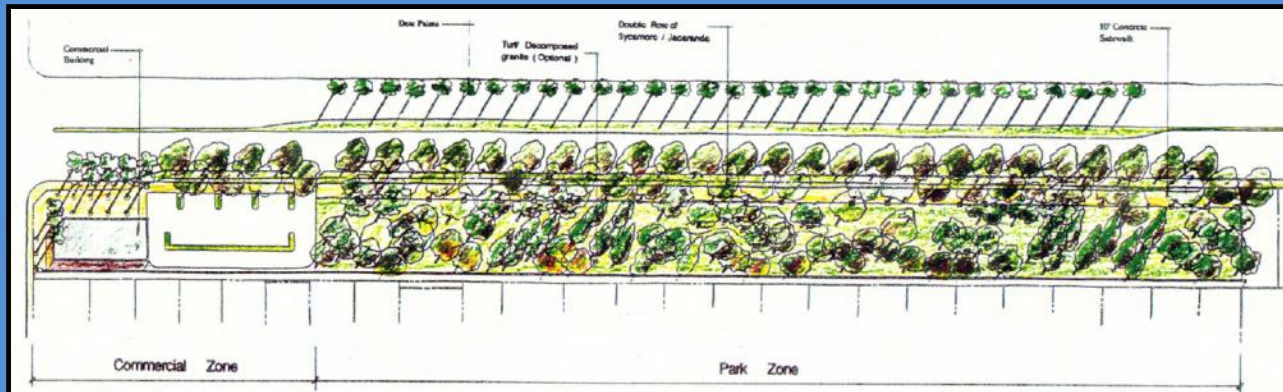 Commercial
Building
Date Palms
Turf Decomposed
granite ( Optional )
Double Row of
Sycamore / Jacaranda
10' Concrete
Sidewalk
Commercial Zone
Park Zone